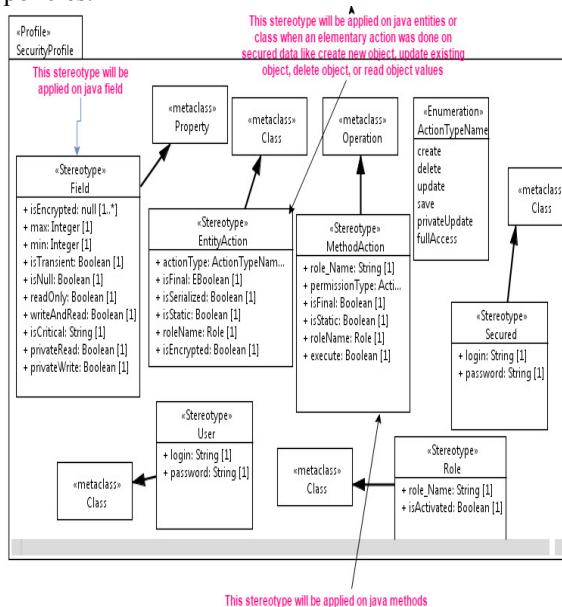 «Profile»
SecurityProfile
This stereotype will be applied on java entities or
class when an elementary action was done on
secured data like create new object, update existing
object, delete object, or read object values
This stereotype will be
applied on java field
«metaclass»
Property
«metaclass»
Class
«metaclass»
Operation
«Enumeration»
ActionTypeName
create
delete
update
save
privateUpdate
fullAccess
«metaclass»
Class
«Stereotype»
Field
+ isEncrypted: null [1..*]
+ max: Integer [1]
+ min: Integer [1]
+ isTransient: Boolean [1]
+ isNull: Boolean [1]
+ readOnly: Boolean [1]
+ writeAndRead: Boolean [1]
+ isCritical: String [1]
+ privateRead: Boolean [1]
+ privateWrite: Boolean [1]
«Stereotype»
EntityAction
+ actionType: ActionTypeNam...
+ isFinal: EBoolean [1]
+ isSerialized: Boolean [1]
+ isStatic: Boolean [1]
+ roleName: Role [1]
+ isEncrypted: Boolean [1]
«Stereotype»
MethodAction
+ role_Name: String [1]
+ permissionType: Acti...
+ isFinal: Boolean [1]
+ isStatic: Boolean [1]
+ roleName: Role [1]
+ execute: Boolean [1]
«Stereotype»
Secured
+ login: String [1]
+ password: String [1]
«Stereotype»
User
+ login: String [1]
+ password: String [1]
«metaclass»
Class
«metaclass»
Class
«Stereotype»
Role
+ role_Name: String [1]
+ isActivated: Boolean [1]
This stereotype will be applied on java methods